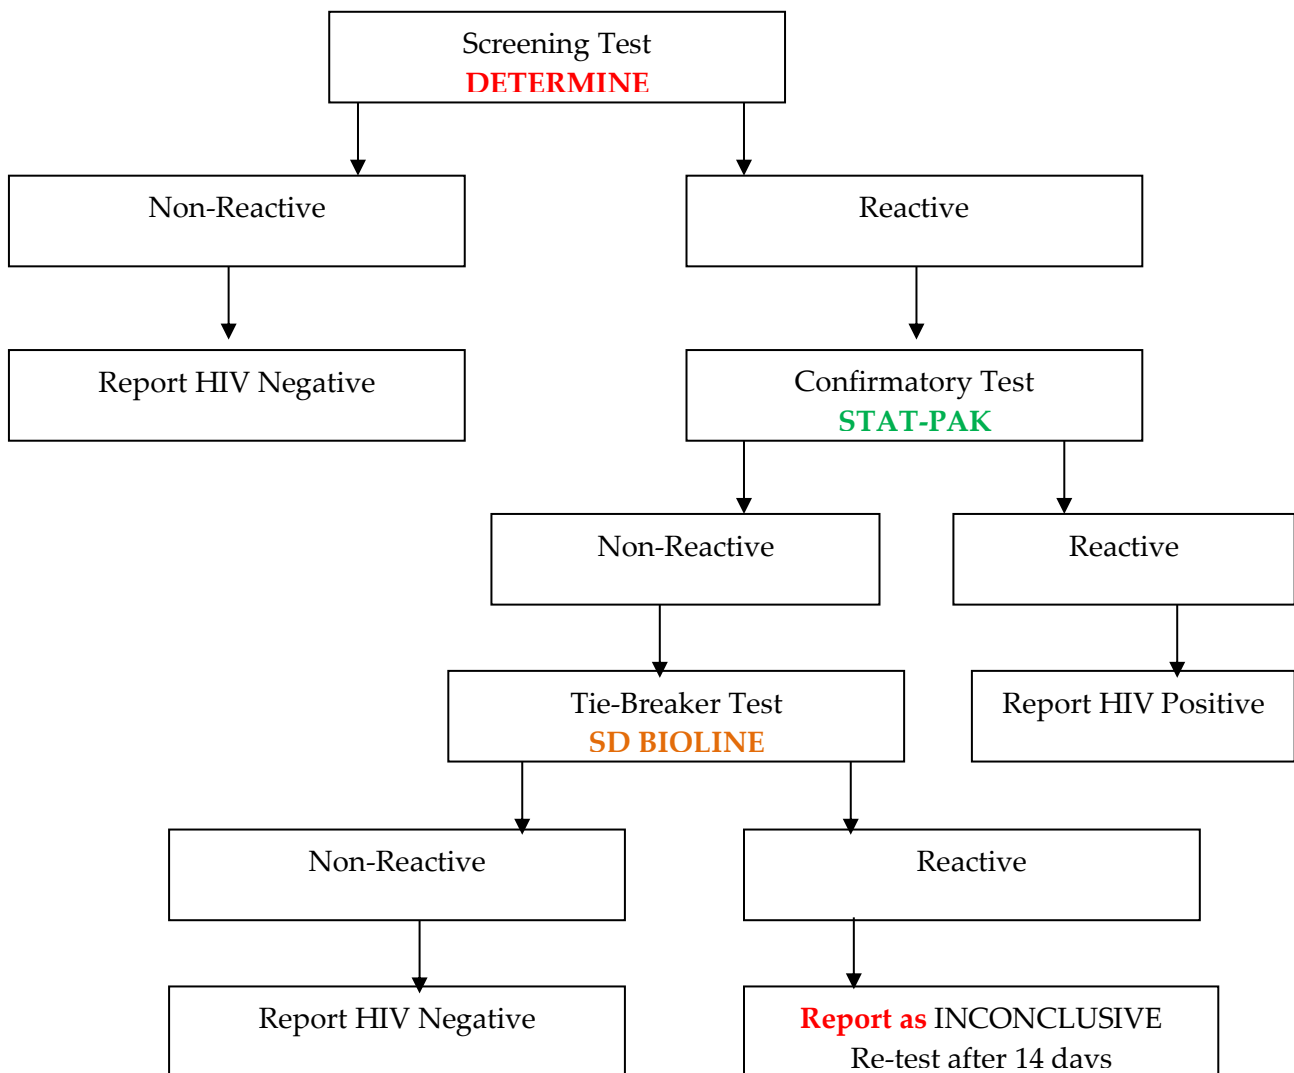 Screening Test
DETERMINE
Non-Reactive
Reactive
Report HIV Negative
Confirmatory Test
STAT-PAK
Non-Reactive
Reactive
Tie-Breaker Test
SD BIOLINE
Report HIV Positive
Non-Reactive
Reactive
Report HIV Negative
Report as INCONCLUSIVE
Re-test after 14 days